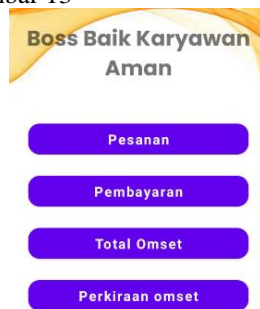 Boss Baik Karyawan
Aman
Pesanan
Pembayaran
Total Omset
Perkiraan omset